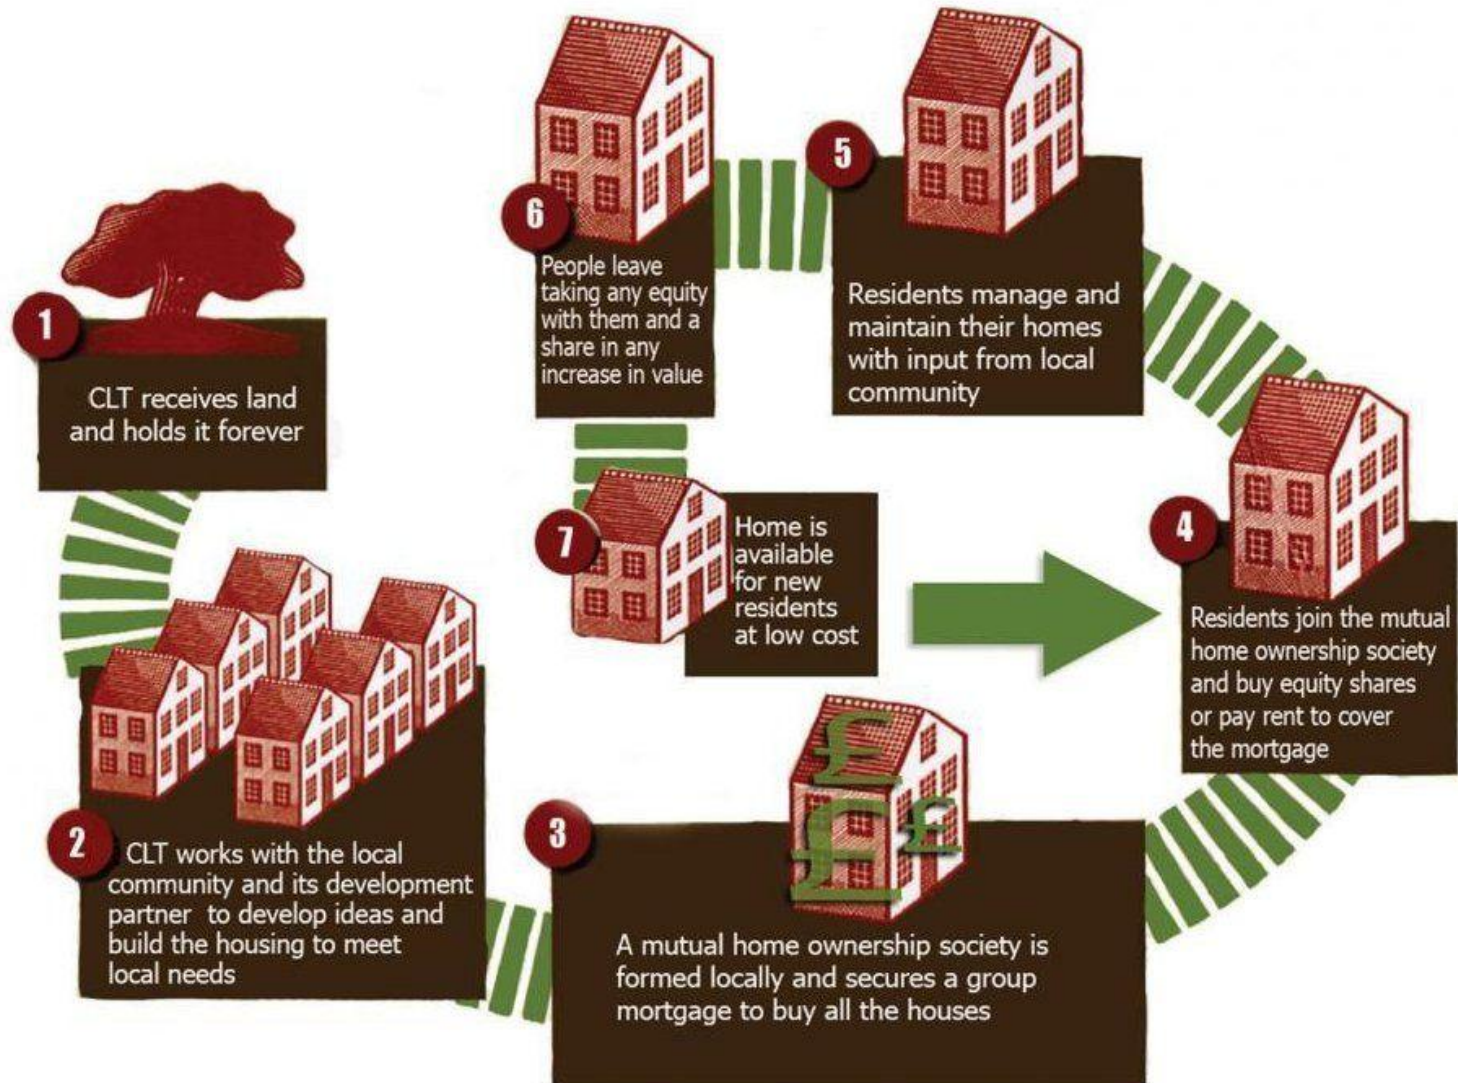 1
CLT receives land
and holds it forever
2
CLT works with the local
community and its development
partner to develop ideas and
build the housing to meet
local needs
3
£
£
£
A mutual home ownership society is
formed locally and secures a group
mortgage to buy all the houses
4
Residents join the mutual
home ownership society
and buy equity shares
or pay rent to cover
the mortgage
5
Residents manage and
maintain their homes
with input from local
community
6
People leave
taking any equity
with them and a
share in any
increase in value
7
Home is
available
for new
residents
at low cost